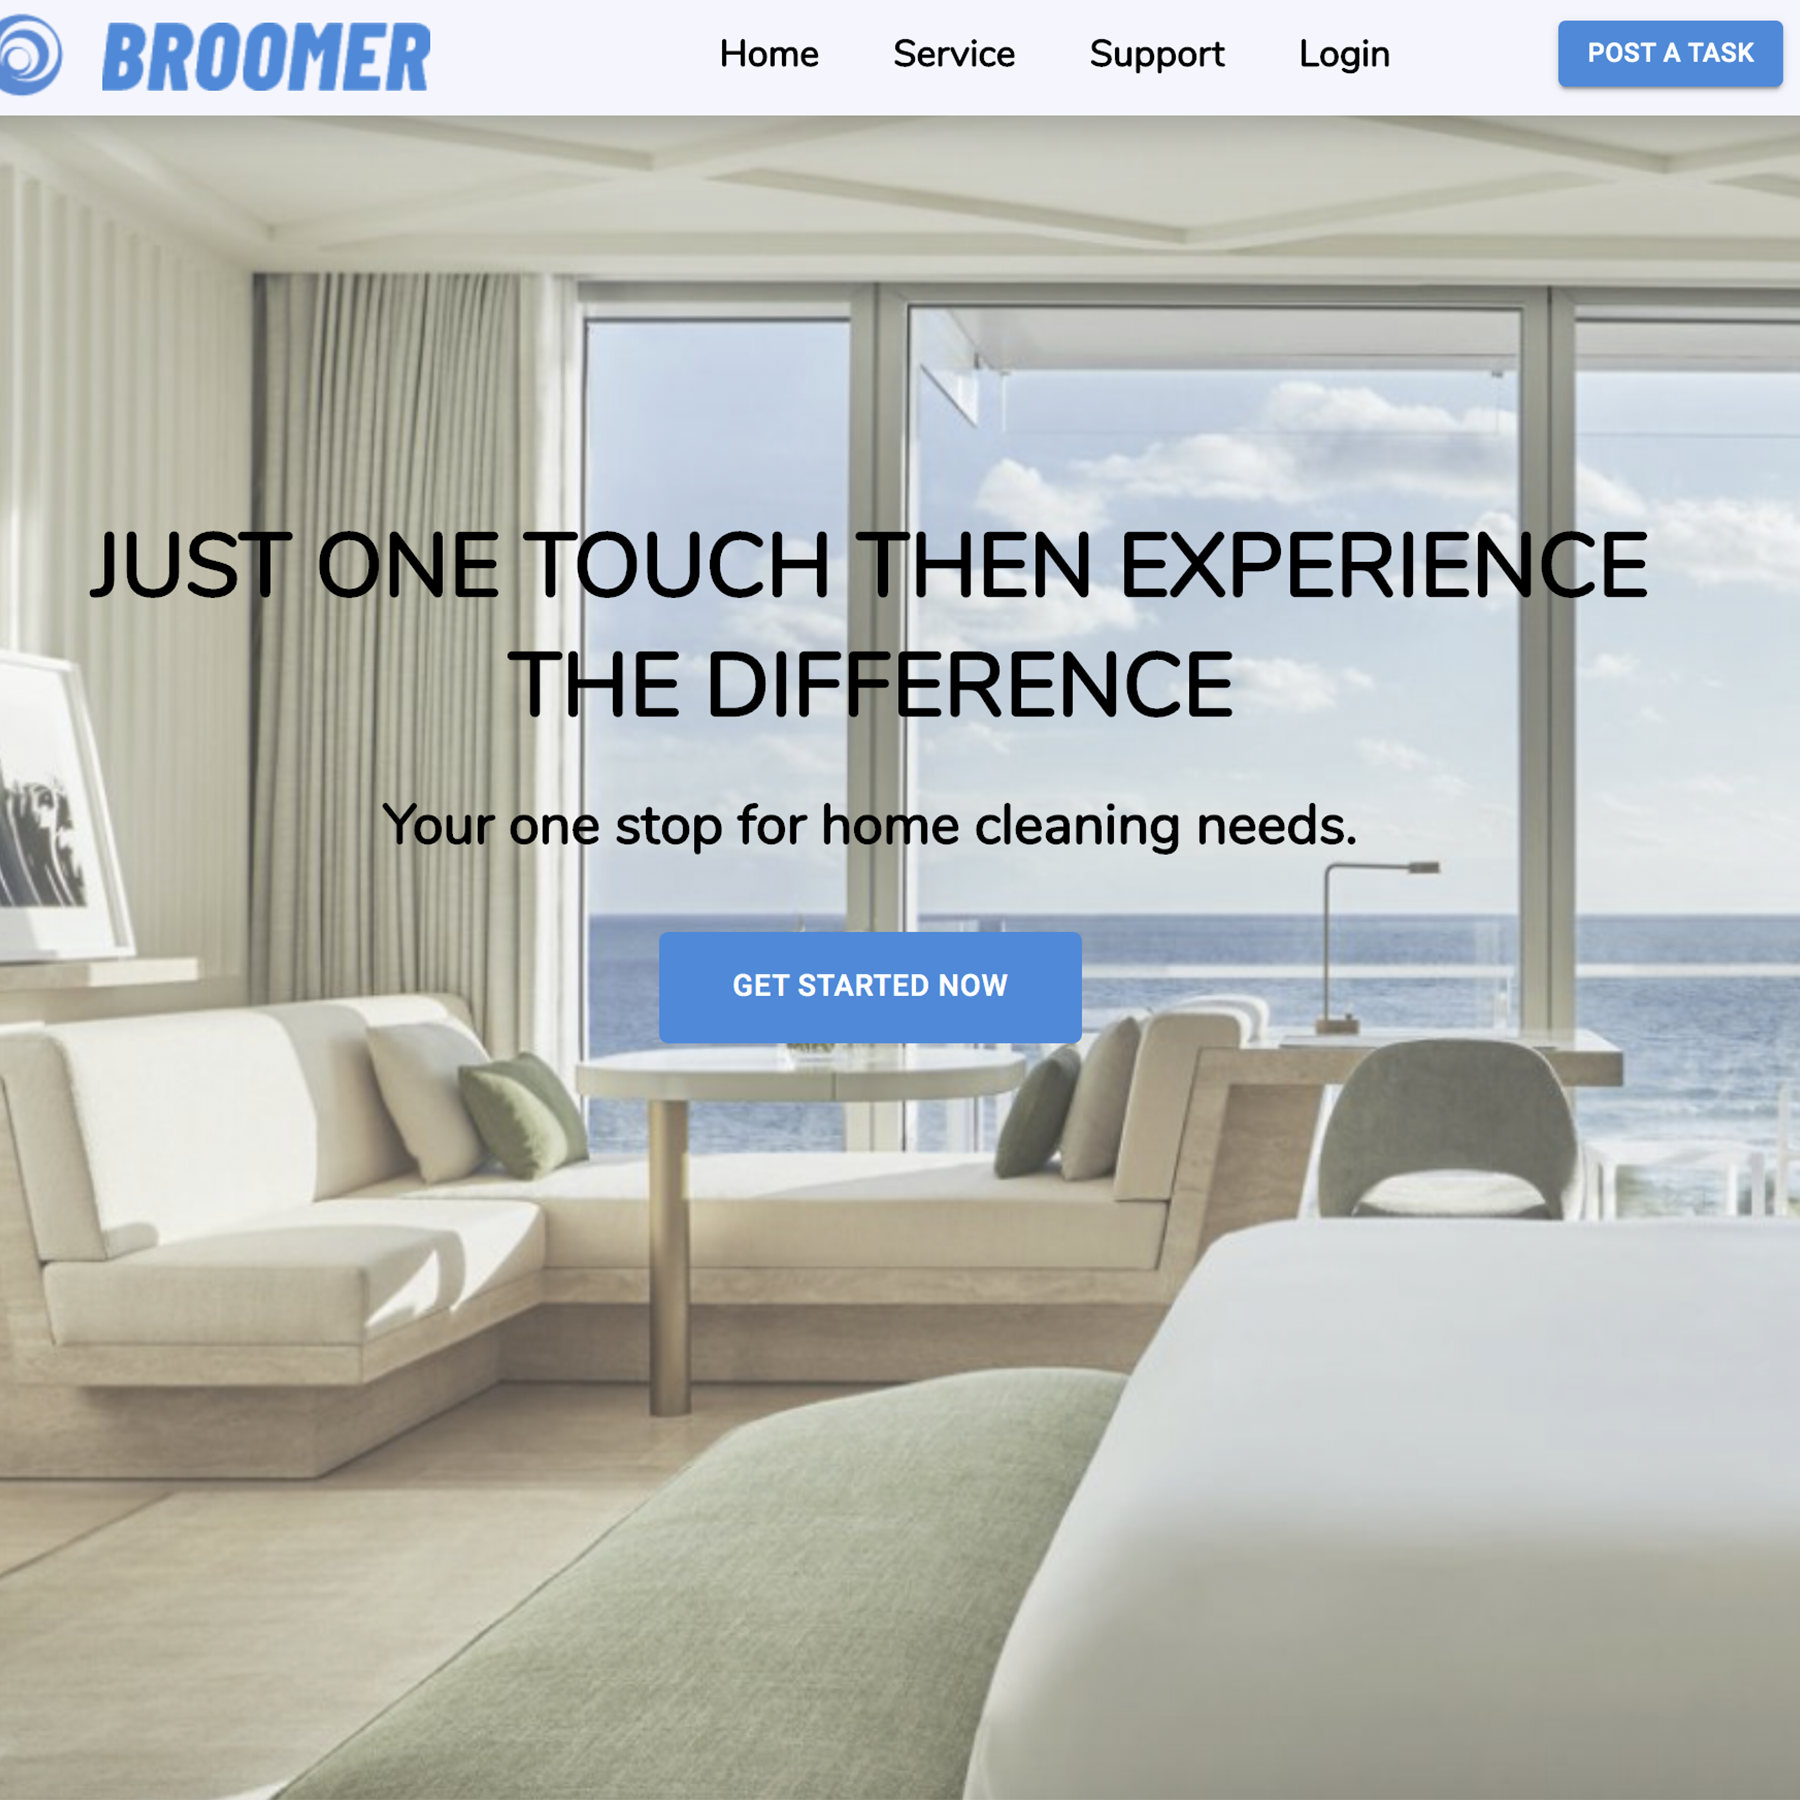 BROOMER
Home Service Support Login POST A TASK
JUST ONE TOUCH THEN EXPERIENCE
THE DIFFERENCE
Your one stop for home cleaning needs.
GET STARTED NOW